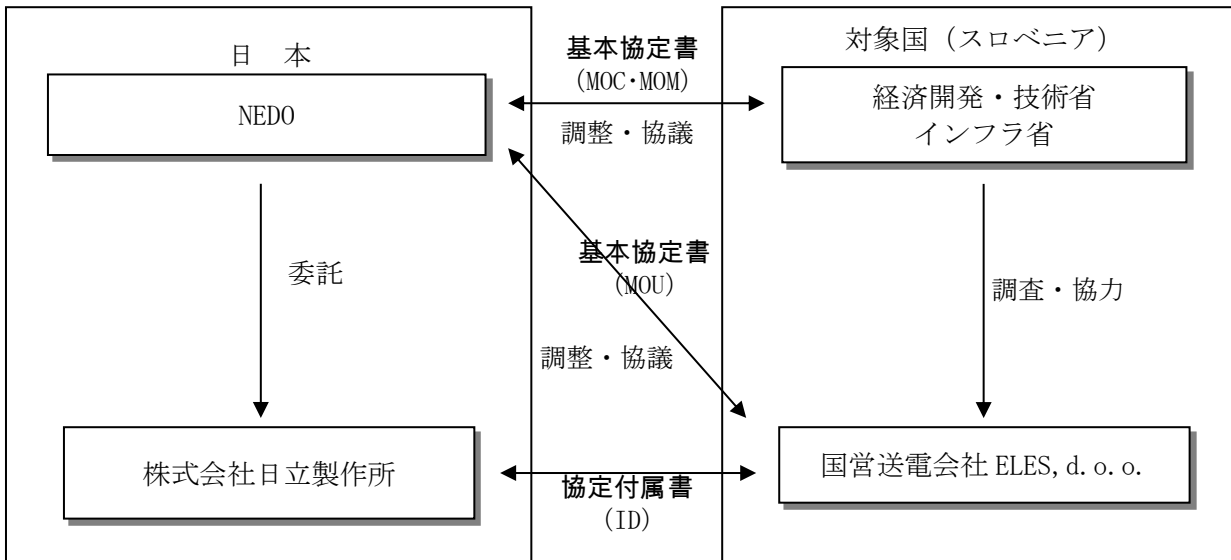 日　本
NEDO
基本協定書
(MOC・MOM)
調整・協議
対象国（スロベニア）
経済開発・技術省
インフラ省
委託
基本協定書
(MOU)
調整・協議
調査・協力
株式会社日立製作所
協定付属書
(ID)
国営送電会社 ELES, d.o.o.